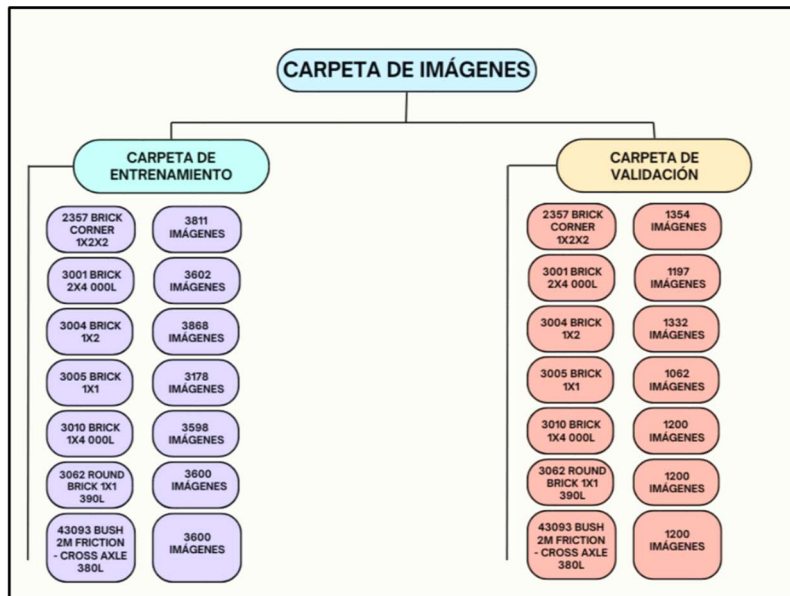 CARPETA DE IMÁGENES
CARPETA DE
ENTRENAMIENTO
2357 BRICK
CORNER
1X2X2
3811
IMÁGENES
3001 BRICK
2X4 000L
3602
IMÁGENES
3004 BRICK
1X2
3868
IMÁGENES
3005 BRICK
1X1
3178
IMÁGENES
3010 BRICK
1X4 000L
3598
IMÁGENES
3062 ROUND
BRICK 1X1
390L
3600
IMÁGENES
43093 BUSH
2M FRICTION
- CROSS AXLE
380L
3600
IMÁGENES
CARPETA DE
VALIDACIÓN
2357 BRICK
CORNER
1X2X2
1354
IMÁGENES
3001 BRICK
2X4 000L
1197
IMÁGENES
3004 BRICK
1X2
1332
IMÁGENES
3005 BRICK
1X1
1062
IMÁGENES
3010 BRICK
1X4 000L
1200
IMÁGENES
3062 ROUND
BRICK 1X1
390L
1200
IMÁGENES
43093 BUSH
2M FRICTION
- CROSS AXLE
380L
1200
IMÁGENES